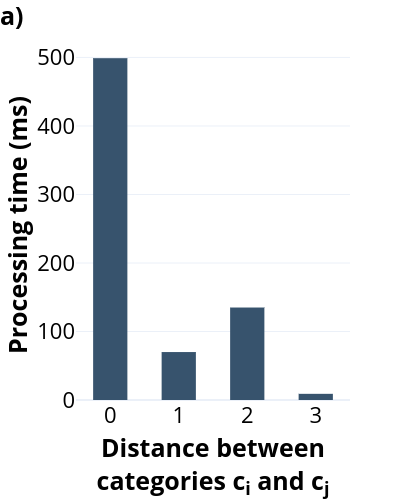 a)
500
400
300
200
100
0
Processing time (ms)
0 1 2 3
Distance between
categories cᵢ and cⱼ